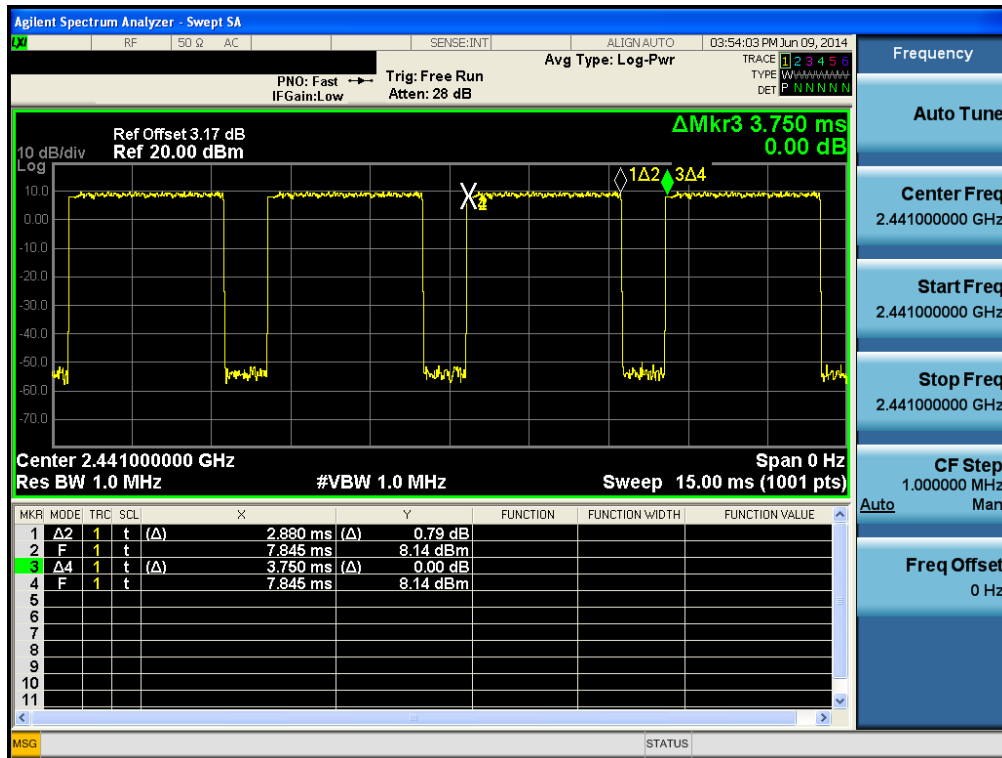 Agilent Spectrum Analyzer - Swept SA
LXI RF 50 Ω AC SENSE:INT ALIGN AUTO 03:54:03 PM Jun 09, 2014
Frequency
Avg Type: Log-Pwr
TRACE 1 2 3 4 5 6
TYPE W
DET P N N N N N
PNO: Fast
IFGain:Low
Trig: Free Run
Atten: 28 dB
Auto Tune
ΔMkr3 3.750 ms
0.00 dB
Ref Offset 3.17 dB
Ref 20.00 dBm
10 dB/div
Log
10.0
0.00
-10.0
-20.0
-30.0
-40.0
-50.0
-60.0
-70.0
1Δ2 3Δ4
X
Center 2.441000000 GHz
Span 0 Hz
Res BW 1.0 MHz #VBW 1.0 MHz Sweep 15.00 ms (1001 pts)
Center Freq
2.441000000 GHz
Start Freq
2.441000000 GHz
Stop Freq
2.441000000 GHz
CF Step
1.000000 MHz
Auto Man
Freq Offset
0 Hz
MKR MODE TRC SCL X Y FUNCTION FUNCTION WIDTH FUNCTION VALUE
1 Δ2 1 t (Δ) 2.880 ms (Δ) 0.79 dB
2 F 1 t 7.845 ms 8.14 dBm
3 Δ4 1 t (Δ) 3.750 ms (Δ) 0.00 dB
4 F 1 t 7.845 ms 8.14 dBm
5
6
7
8
9
10
11
MSG STATUS